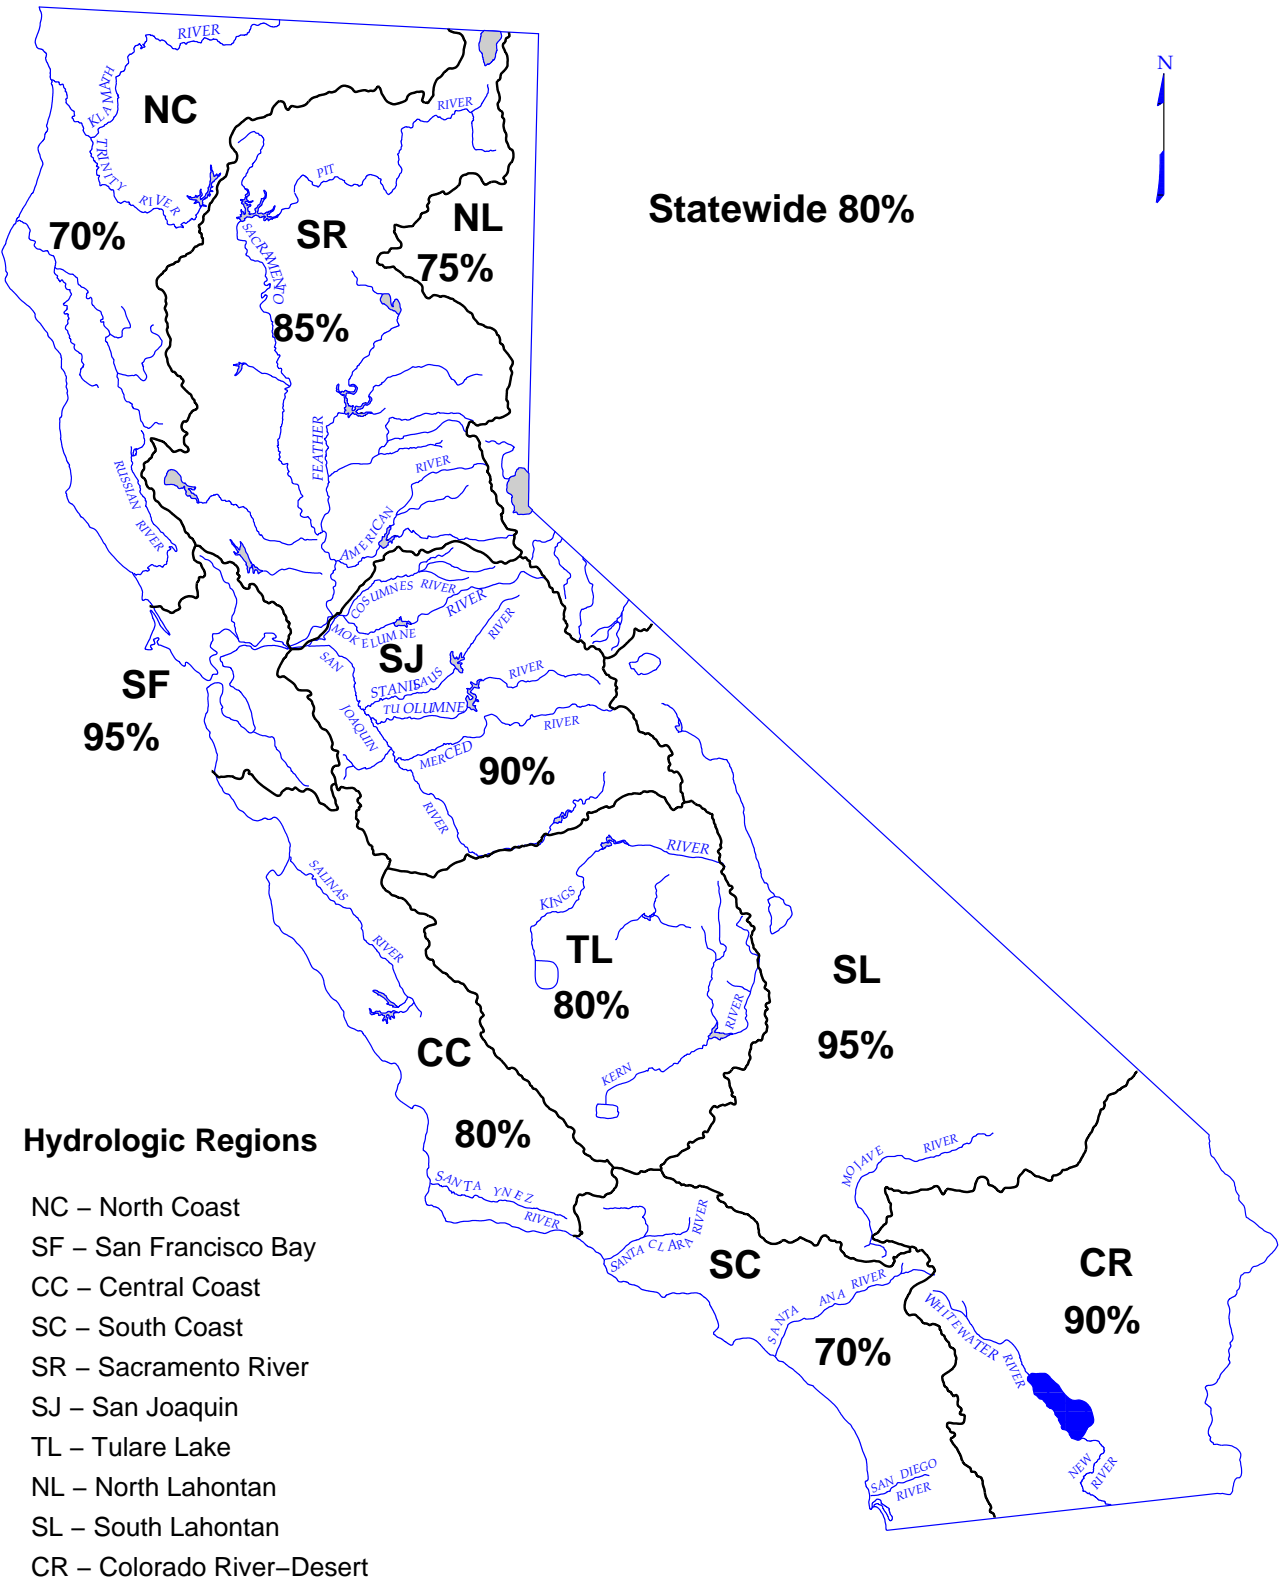 RIVER
N
KLAMATH
NC
RIVER
TRINITY
RIVER
PIT
Statewide 80%
NL
70%
SR
SACRAMENTO
75%
85%
FEATHER
RIVER
RUSSIAN
RIVER
AMERICAN
COSUMNES RIVER
RIVER
MOKELUMNE
RIVER
SAN
SJ
SF
STANISLAUS
RIVER
TUOLUMNE
JOAQUIN
RIVER
95%
MERCED
90%
RIVER
RIVER
SALINAS
KINGS
RIVER
TL
SL
80%
RIVER
95%
CC
KERN
80%
Hydrologic Regions
MOJAVE
RIVER
SANTA YNEZ
RIVER
NC – North Coast
SF – San Francisco Bay
CC – Central Coast
SC – South Coast
SR – Sacramento River
SJ – San Joaquin
TL – Tulare Lake
NL – North Lahontan
SL – South Lahontan
CR – Colorado River–Desert
SANTA CLARA RIVER
SC
CR
SANTA ANA RIVER
WHITEWATER
RIVER
90%
70%
SAN DIEGO
RIVER
NEW
RIVER